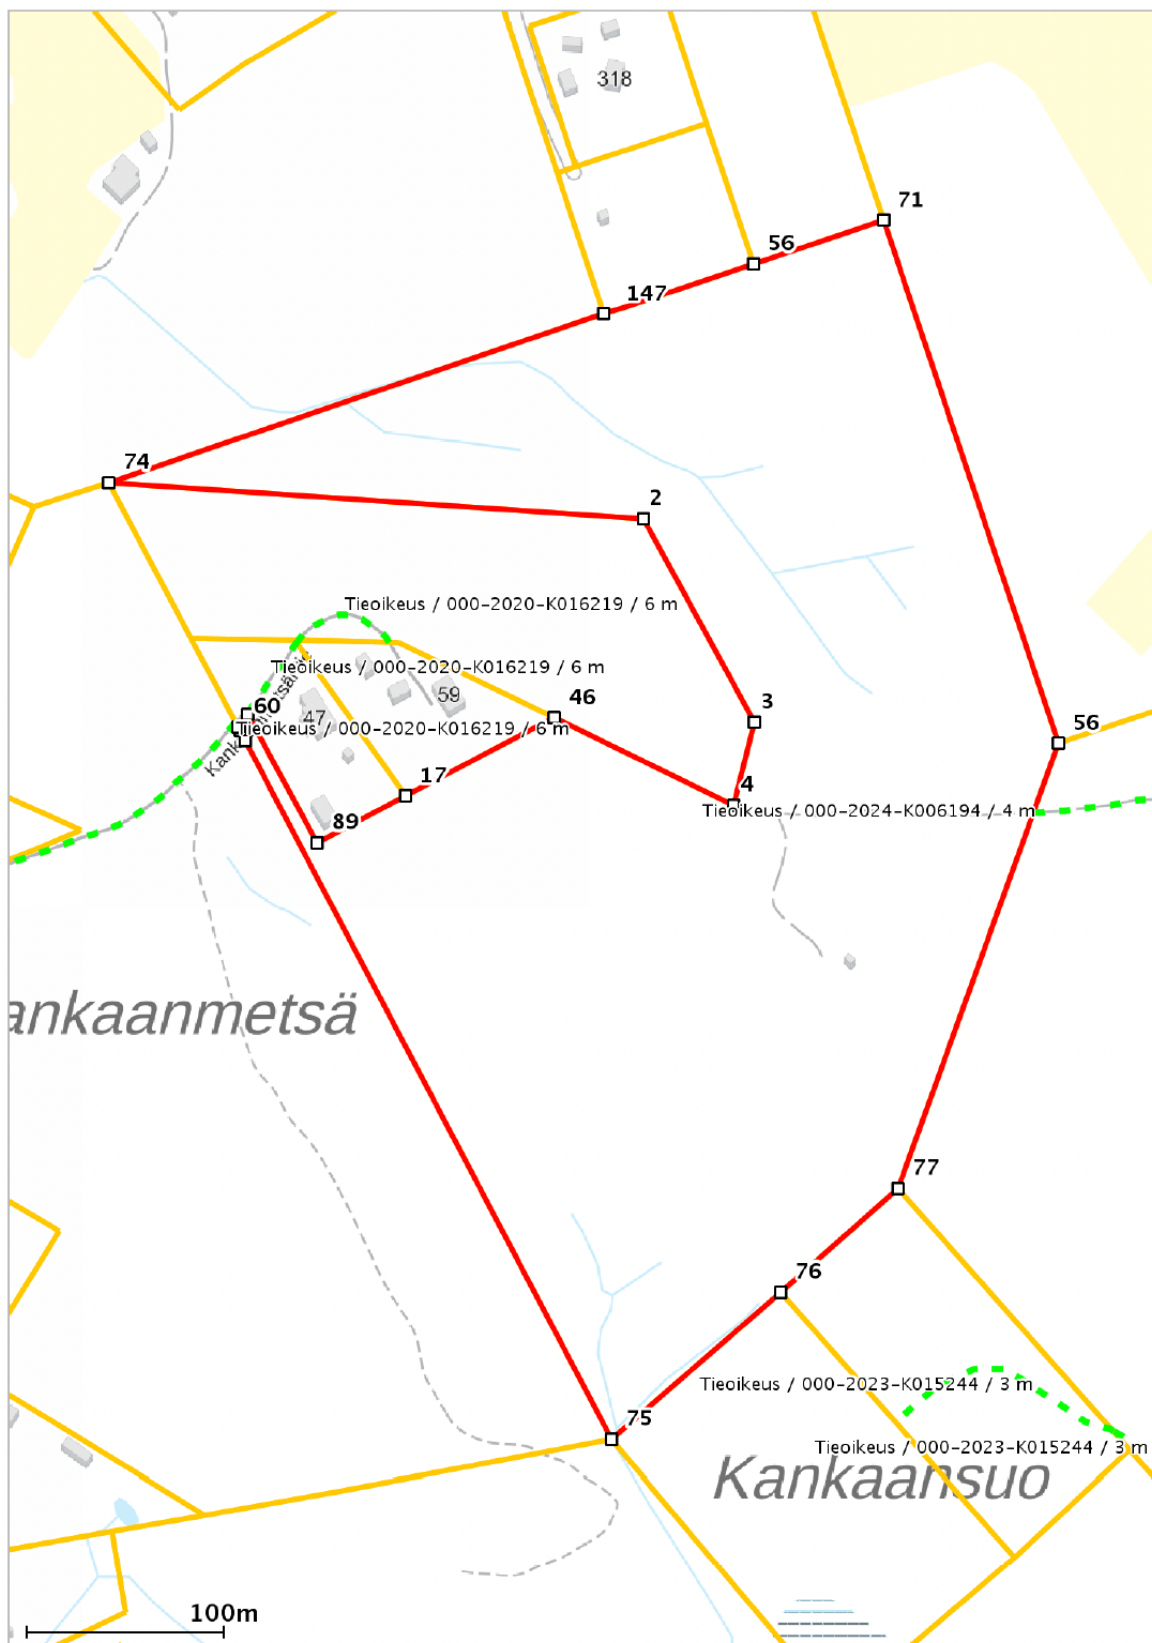 318
71
56
147
74
2
Tieoikeus / 000-2020-K016219 / 6 m
Tieoikeus / 000-2020-K016219 / 6 m
59
46
60
47
3
56
Tieoikeus / 000-2020-K016219 / 6 m
17
4
Tieoikeus / 000-2024-K006194 / 4 m
89
ankaanmetsä
77
76
Tieoikeus / 000-2023-K015244 / 3 m
75
Tieoikeus / 000-2023-K015244 / 3 m
Kankaansuo
100m